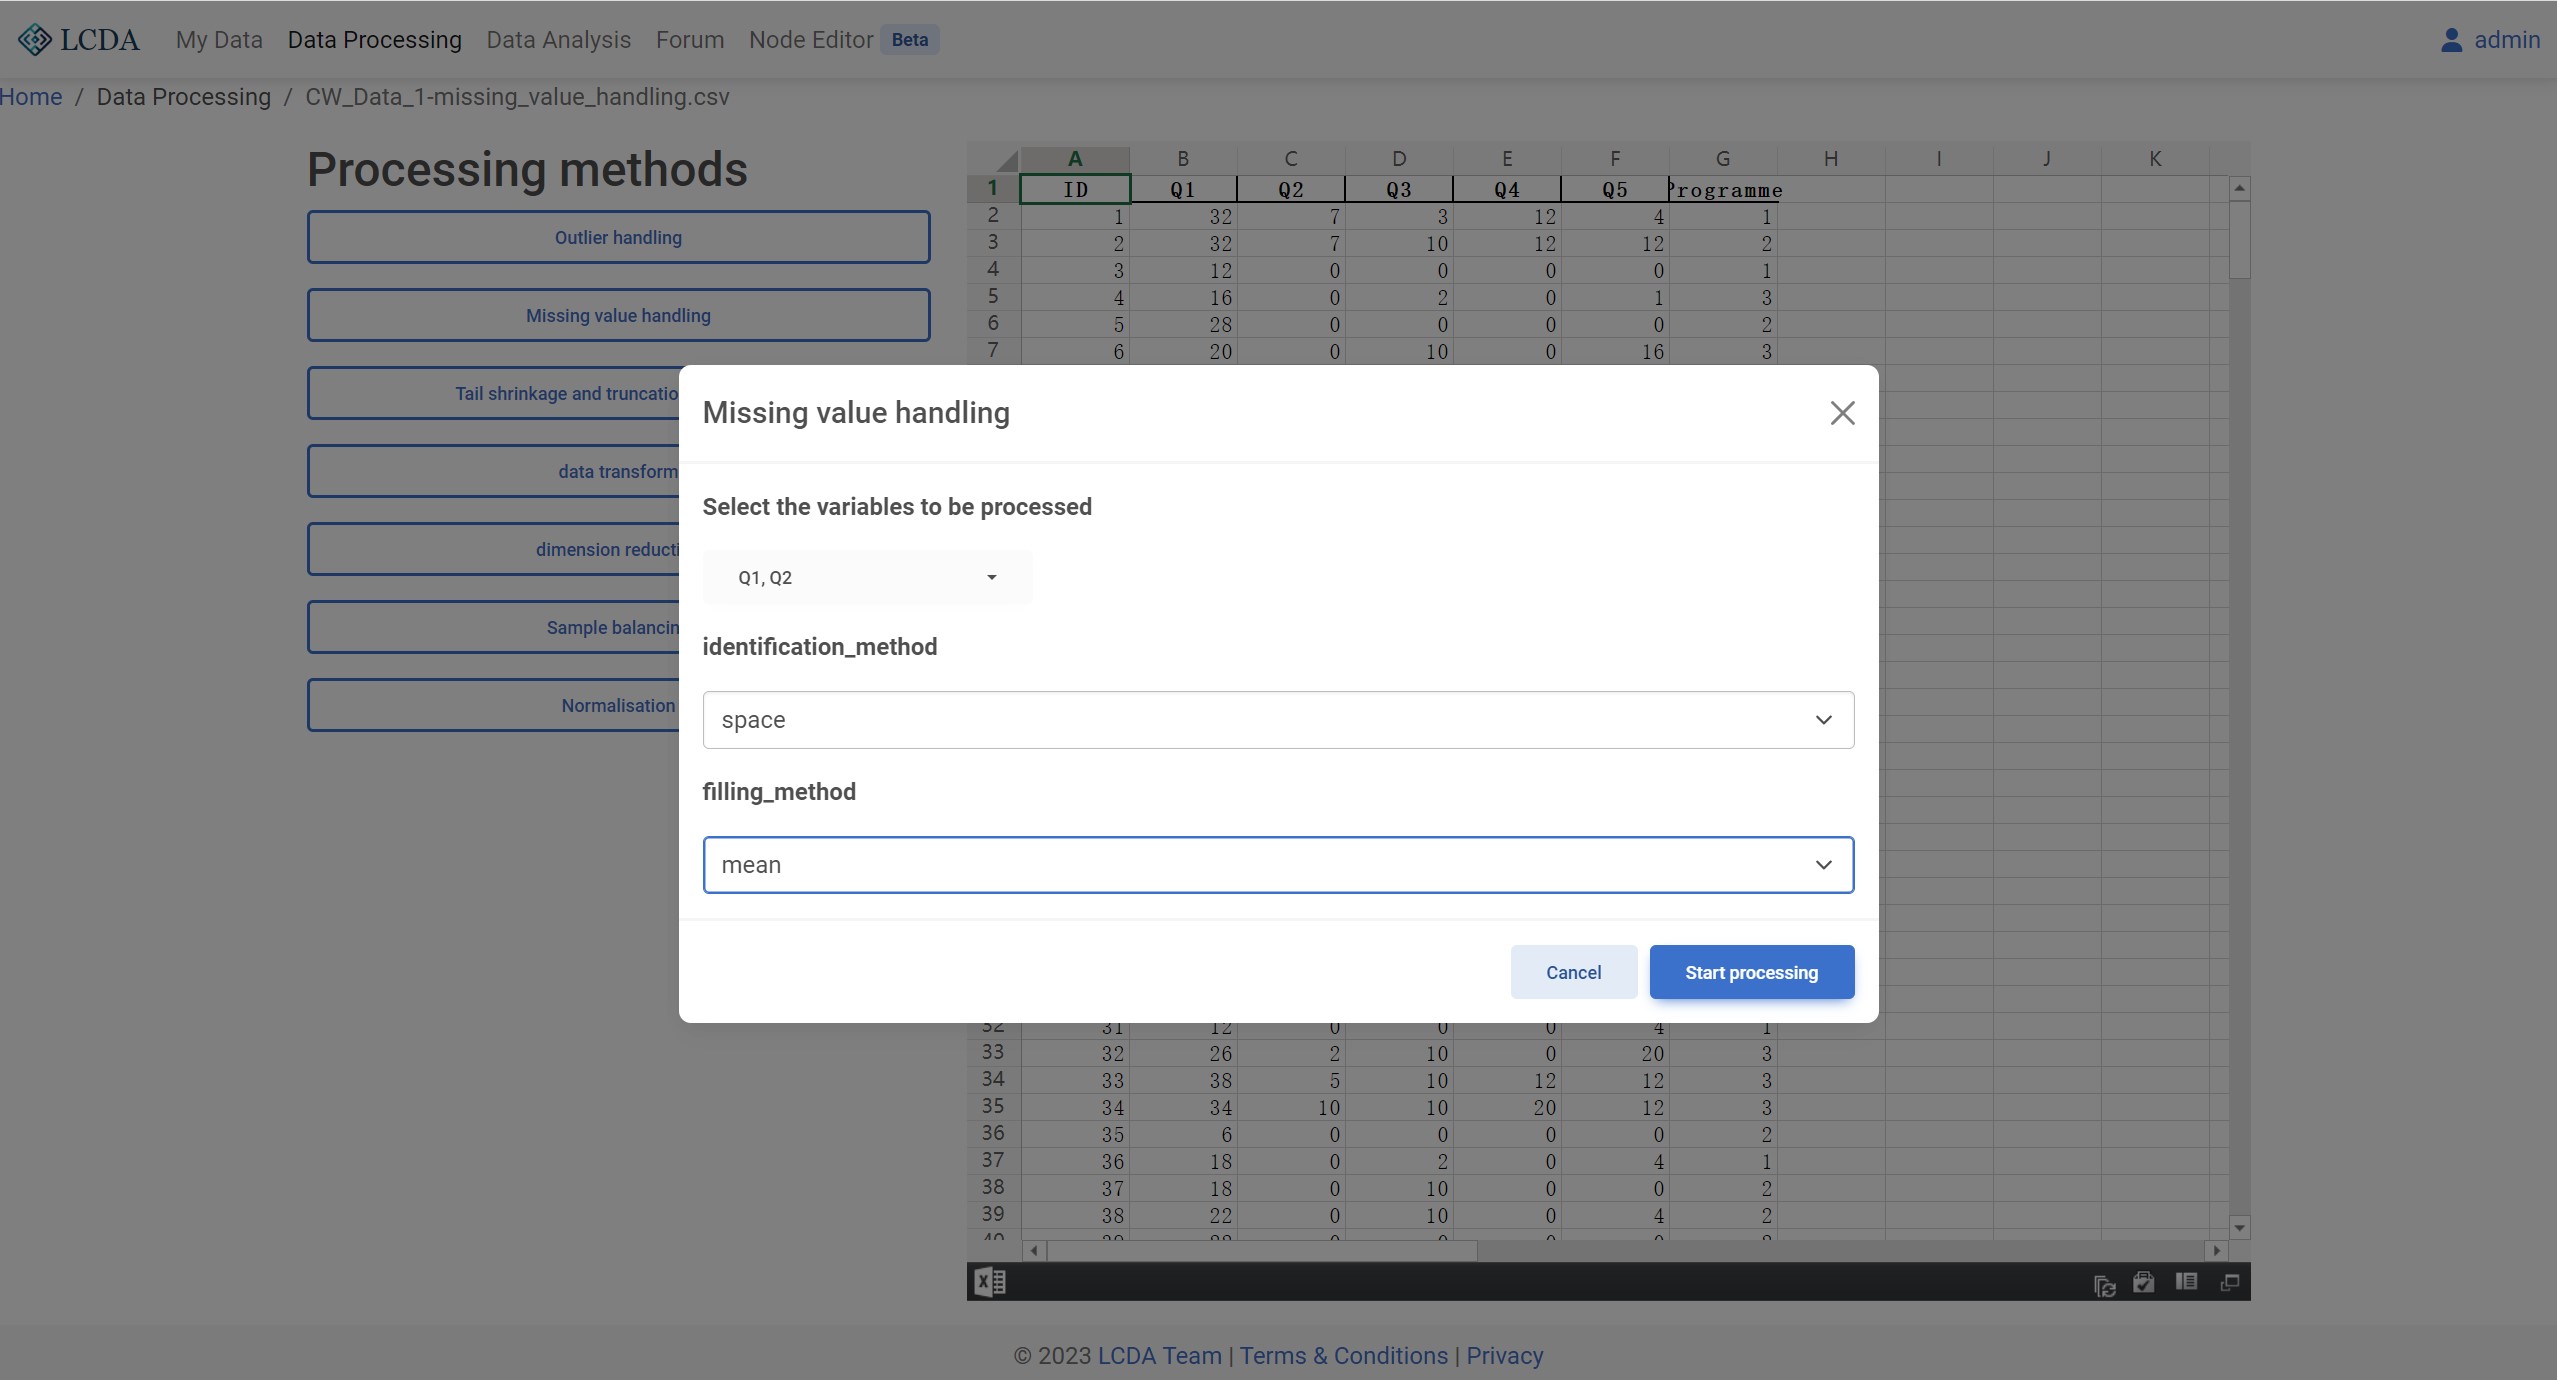 LCDA My Data Data Processing Data Analysis Forum Node Editor Beta admin
Home / Data Processing / CW_Data_1-missing_value_handling.csv
Processing methods
Outlier handling
Missing value handling
Tail shrinkage and truncatio
data transform
dimension reducti
Sample balancin
Normalisation
A B C D E F G H I J K
1 ID Q1 Q2 Q3 Q4 Q5 Programme
2 1 32 7 3 12 4 1
3 2 32 7 10 12 12 2
4 3 12 0 0 0 0 1
5 4 16 0 2 0 1 3
6 5 28 0 0 0 0 2
7 6 20 0 10 0 16 3
Missing value handling
Select the variables to be processed
Q1, Q2
identification_method
space
filling_method
mean
Cancel Start processing
32 31 12 0 0 0 4 1
33 32 26 2 10 0 20 3
34 33 38 5 10 12 12 3
35 34 34 10 10 20 12 3
36 35 6 0 0 0 0 2
37 36 18 0 2 0 4 1
38 37 18 0 10 0 0 2
39 38 22 0 10 0 4 2
© 2023 LCDA Team | Terms & Conditions | Privacy